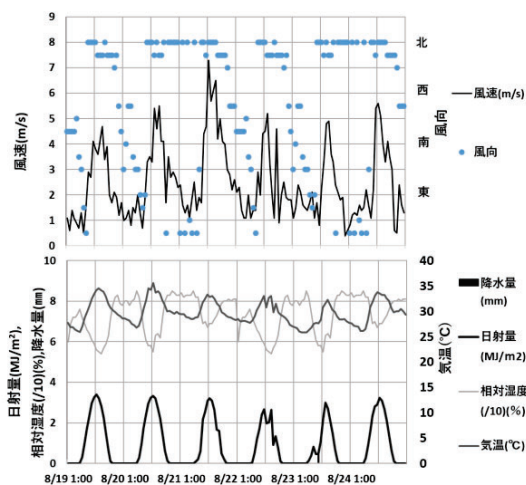 9
8
7
6
5
4
3
2
1
0
風速(m/s)
北
西
南
東
風向
風速(m/s)
風向
10
8
6
4
2
0
日射量(MJ/m²),
相対湿度(/10)(%),降水量(㎜)
40
35
30
25
20
15
10
5
0
気温(℃)
降水量
(mm)
日射量
(MJ/m2)
相対湿度
(/10)(%)
気温(℃)
8/19 1:00 8/20 1:00 8/21 1:00 8/22 1:00 8/23 1:00 8/24 1:00